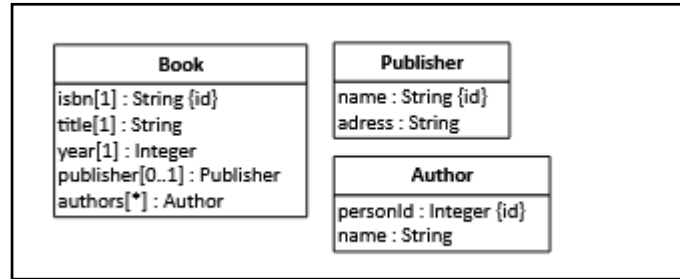 Book
isbn[1] : String {id}
title[1] : String
year[1] : Integer
publisher[0..1] : Publisher
authors[*] : Author
Publisher
name : String {id}
adress : String
Author
personId : Integer {id}
name : String